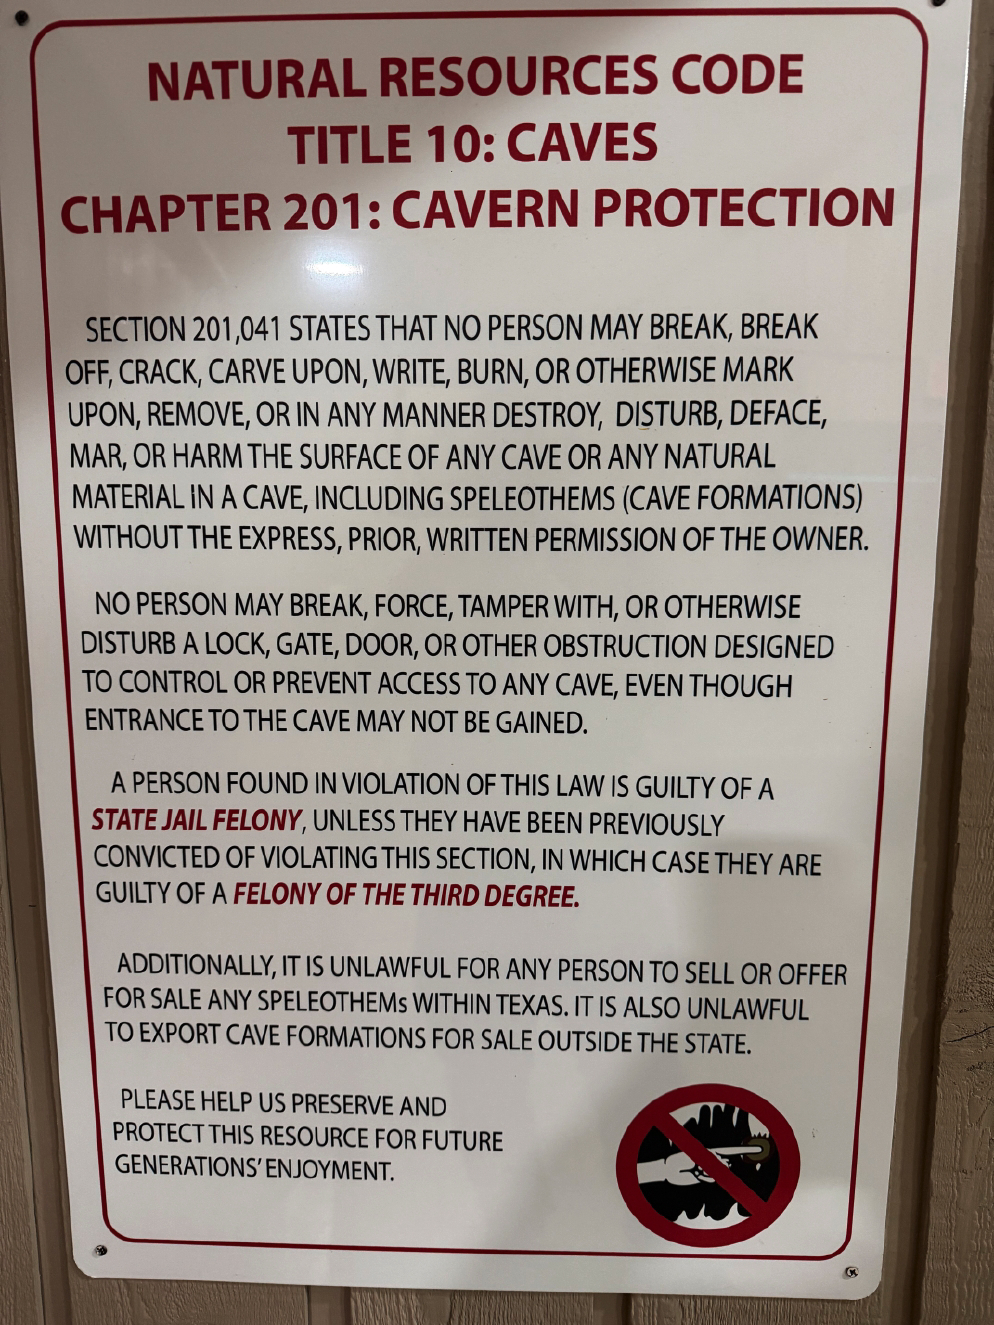 NATURAL RESOURCES CODE
TITLE 10: CAVES
CHAPTER 201: CAVERN PROTECTION
SECTION 201,041 STATES THAT NO PERSON MAY BREAK, BREAK
OFF, CRACK, CARVE UPON, WRITE, BURN, OR OTHERWISE MARK
UPON, REMOVE, OR IN ANY MANNER DESTROY, DISTURB, DEFACE,
MAR, OR HARM THE SURFACE OF ANY CAVE OR ANY NATURAL
MATERIAL IN A CAVE, INCLUDING SPELEOTHEMS (CAVE FORMATIONS)
WITHOUT THE EXPRESS, PRIOR, WRITTEN PERMISSION OF THE OWNER.
NO PERSON MAY BREAK, FORCE, TAMPER WITH, OR OTHERWISE
DISTURB A LOCK, GATE, DOOR, OR OTHER OBSTRUCTION DESIGNED
TO CONTROL OR PREVENT ACCESS TO ANY CAVE, EVEN THOUGH
ENTRANCE TO THE CAVE MAY NOT BE GAINED.
A PERSON FOUND IN VIOLATION OF THIS LAW IS GUILTY OF A
STATE JAIL FELONY, UNLESS THEY HAVE BEEN PREVIOUSLY
CONVICTED OF VIOLATING THIS SECTION, IN WHICH CASE THEY ARE
GUILTY OF A FELONY OF THE THIRD DEGREE.
ADDITIONALLY, IT IS UNLAWFUL FOR ANY PERSON TO SELL OR OFFER
FOR SALE ANY SPELEOTHEMs WITHIN TEXAS. IT IS ALSO UNLAWFUL
TO EXPORT CAVE FORMATIONS FOR SALE OUTSIDE THE STATE.
PLEASE HELP US PRESERVE AND
PROTECT THIS RESOURCE FOR FUTURE
GENERATIONS' ENJOYMENT.